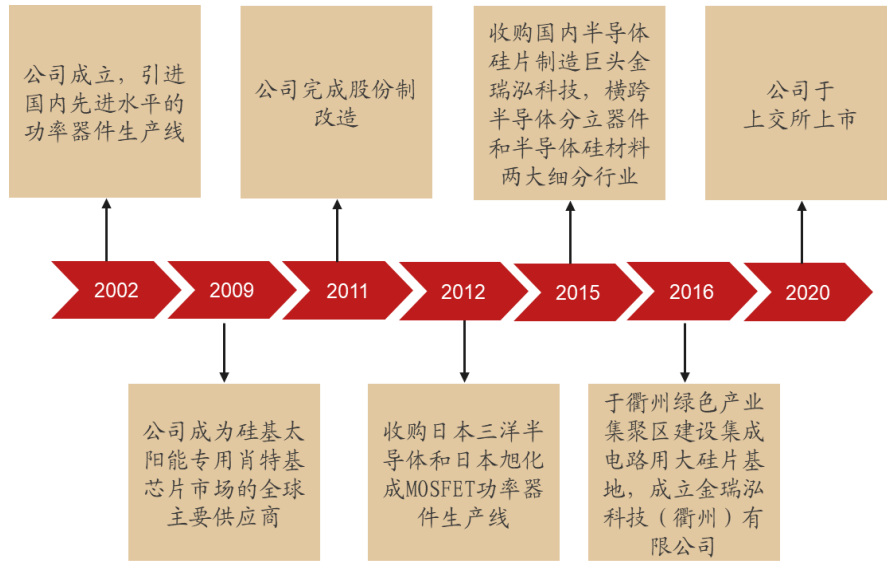 公司成立，引进
国内先进水平的
功率器件生产线
公司完成股份制
改造
收购国内半导体
硅片制造巨头金
瑞泓科技，横跨
半导体分立器件
和半导体硅材料
两大细分行业
公司于
上交所上市
2002
2009
2011
2012
2015
2016
2020
公司成为硅基太
阳能专用肖特基
芯片市场的全球
主要供应商
收购日本三洋半
导体和日本旭化
成MOSFET功率器
件生产线
于衢州绿色产业
集聚区建设集成
电路用大硅片基
地，成立金瑞泓
科技（衢州）有
限公司